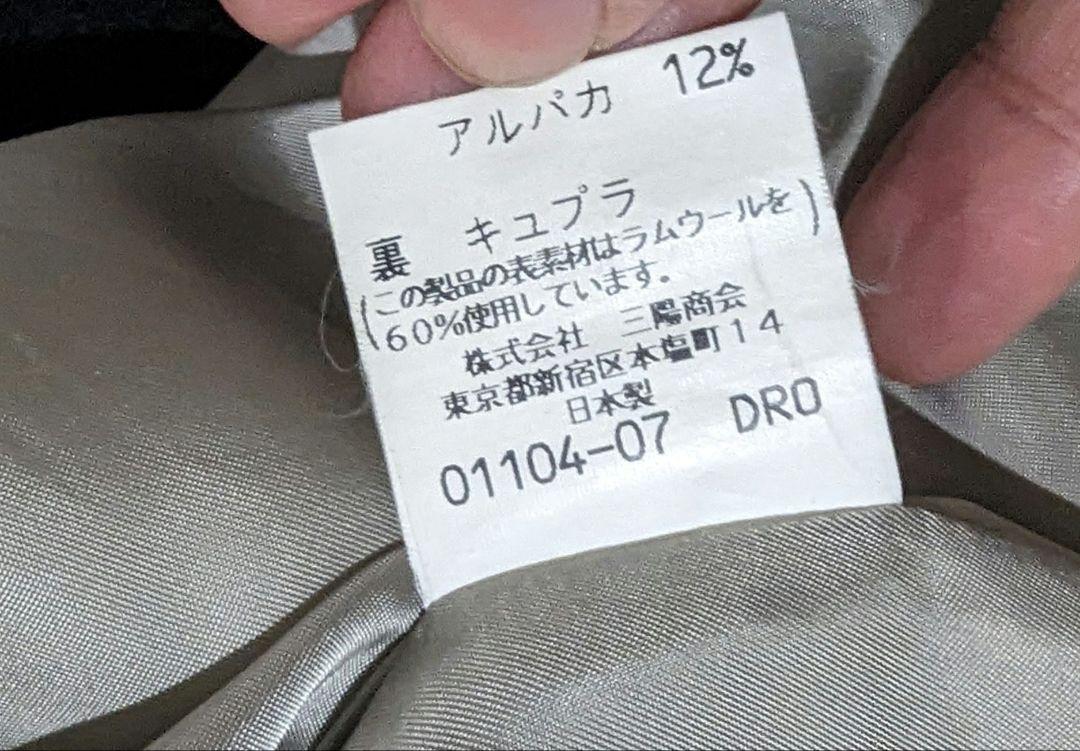 アルパカ 12%
裏 キュプラ
(この製品の表素材はラムウールを
60%使用しています。)
株式会社 三陽商会
東京都新宿区本塩町14
日本製
01104-07 DRO